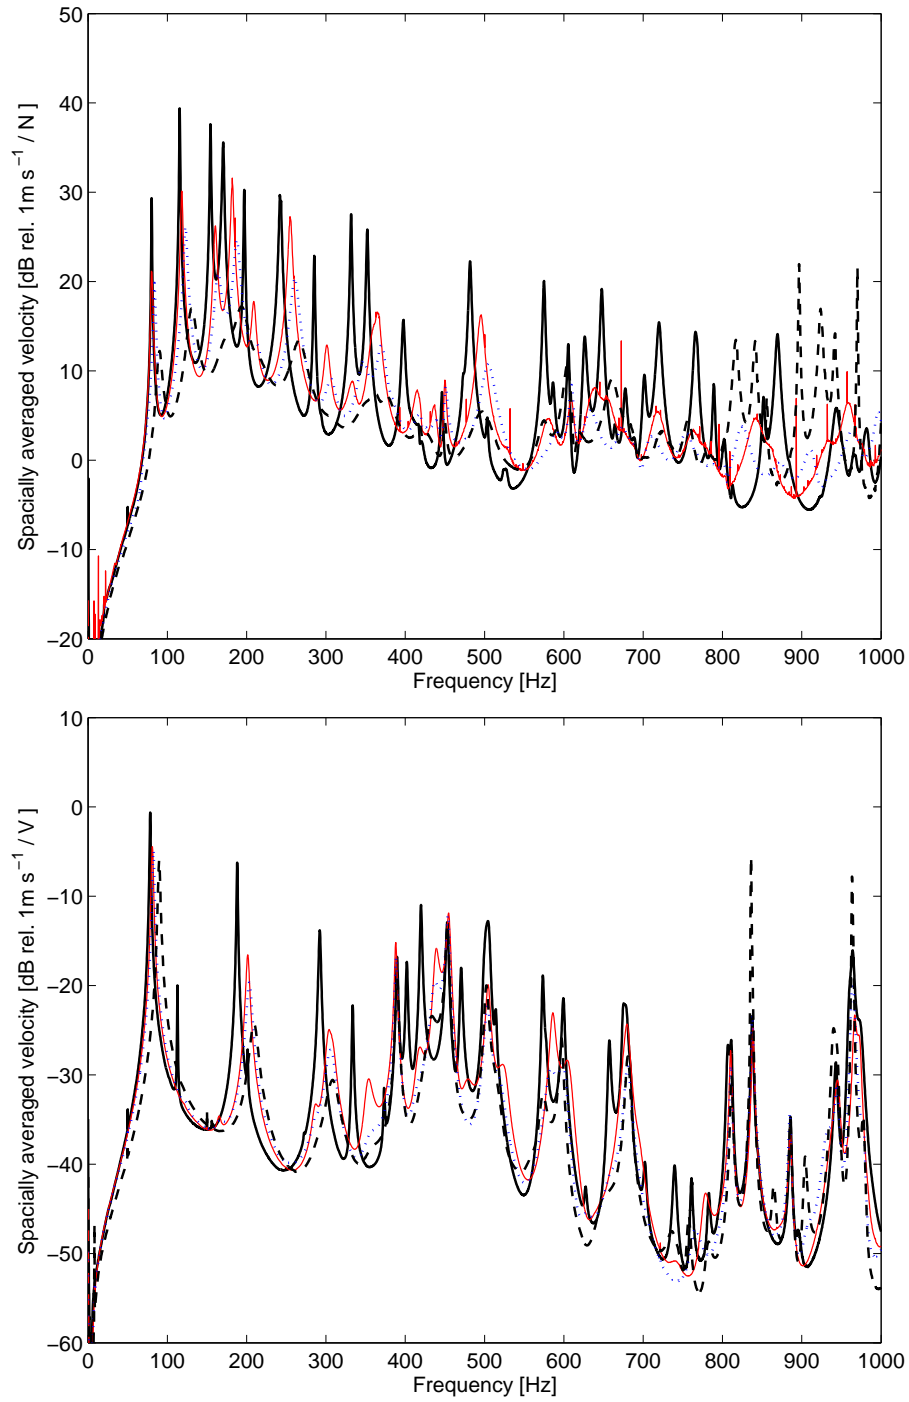 50
40
30
20
10
0
−10
−20
0 100 200 300 400 500 600 700 800 900 1000
Frequency [Hz]
Spacially averaged velocity [dB rel. 1m s⁻¹ / N ]
10
0
−10
−20
−30
−40
−50
−60
0 100 200 300 400 500 600 700 800 900 1000
Frequency [Hz]
Spacially averaged velocity [dB rel. 1m s⁻¹ / V ]